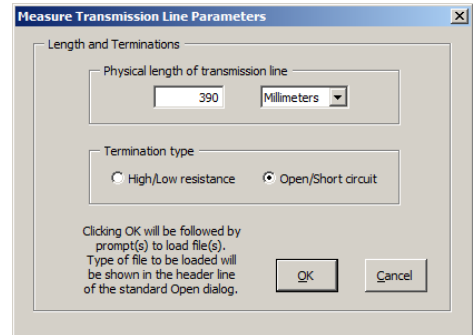 Measure Transmission Line Parameters
Length and Terminations
Physical length of transmission line
390 Millimeters
Termination type
High/Low resistance Open/Short circuit
Clicking OK will be followed by
prompt(s) to load file(s).
Type of file to be loaded will
be shown in the header line
of the standard Open dialog.
OK Cancel